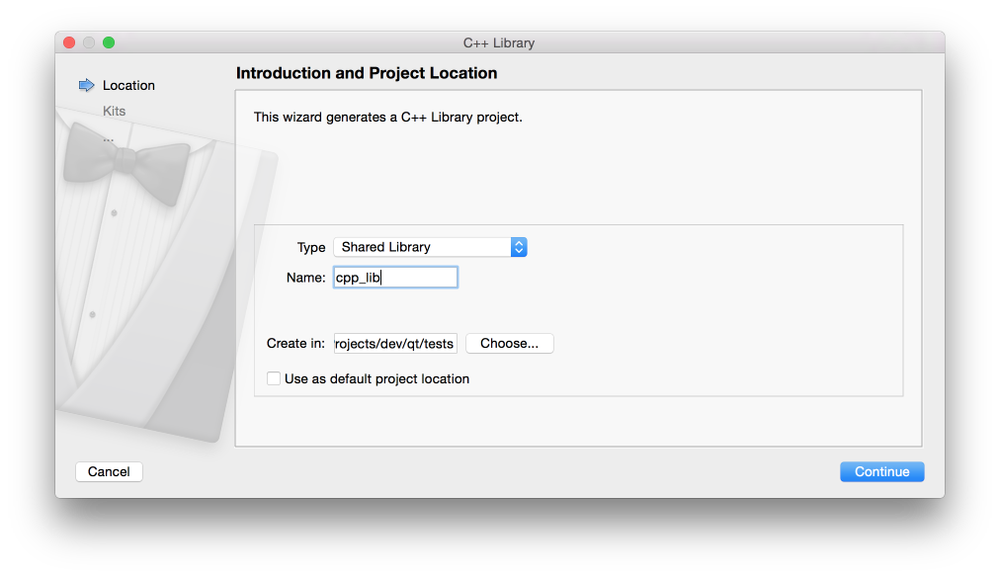 C++ Library
Location
Kits
...
Introduction and Project Location
This wizard generates a C++ Library project.
Type Shared Library
Name: cpp_lib
Create in: rojects/dev/qt/tests Choose...
Use as default project location
Cancel
Continue